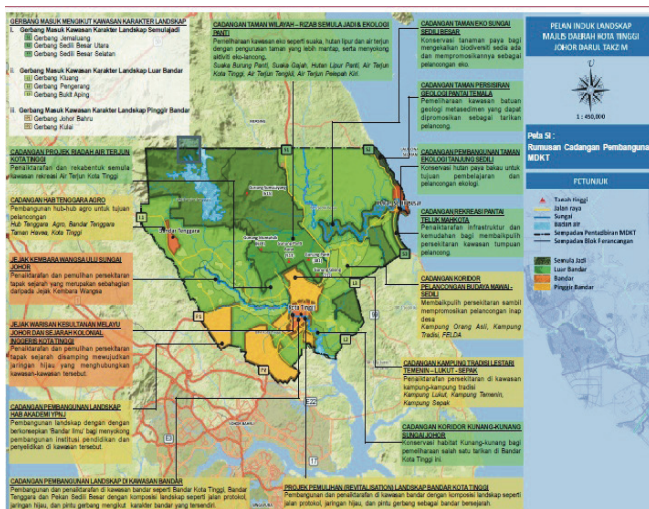 GERBANG MASUK MENGIKUT KAWASAN KARAKTER LANDSKAP
i. Gerbang Masuk Kawasan Karakter Landskap Semulajadi
Gerbang Jemaluang
Gerbang Sedili Besar Utara
Gerbang Sedili Besar Selatan
ii. Gerbang Masuk Kawasan Karakter Landskap Luar Bandar
Gerbang Kluang
Gerbang Pengerang
Gerbang Bukit Aping
iii. Gerbang Masuk Kawasan Karakter Landskap Pinggir Bandar
Gerbang Johor Bahru
Gerbang Kulai
CADANGAN TAMAN WILAYAH – RIZAB SEMULAJADI & EKOLOGI
PANTI
Pemeliharaan kawasan eko seperti suaka, hutan lipur dan air terjun
dengan pengurusan taman yang lebih mantap, serta menyokong
aktiviti eko-lancong.
Suaka Burung Panti, Suaka Gajah, Hutan Lipur Panti, Air Terjun
Kota Tinggi, Air Terjun Tengkil, Air Terjun Pelepah Kiri.
CADANGAN TAMAN EKO SUNGAI
SEDILI BESAR
Konservasi tanaman paya bagi
mengekalkan biodiversiti sedia ada
dan mempromosikannya sebagai
pelancongan eko.
CADANGAN TAMAN PERSISIRAN
GEOLOGI PANTAI TEMALA
Pemeliharaan kawasan batuan
geologi metasedimen yang dapat
dipromosikan sebagai tarikan
pelancong.
CADANGAN PEMBANGUNAN TAMAN
EKOLOGI TANJUNG SEDILI
Konservasi hutan paya bakau untuk
tujuan pembelajaran dan
pelancongan ekologi.
CADANGAN REKREASI PANTAI
TELUK MAHKOTA
Penaiktarafan infrastruktur dan
kemudahan bagi membaikpulih
persekitaran kawasan tumpuan
pelancong.
CADANGAN KORIDOR
PELANCONGAN BUDAYA MAWAI -
SEDILI
Membaikpulih persekitaran sambil
mempromosikan pelancongan inap
desa
Kampung Orang Asli, Kampung
Tradisi, FELDA
CADANGAN KAMPUNG TRADISI LESTARI
TEMENIN – LUKUT - SEPAK
Penaiktarafan persekitaran di kawasan
kampung-kampung tradisi
Kampung Lukut, Kampung Temenin,
Kampung Sepak
CADANGAN KORIDOR KUNANG-KUNANG
SUNGAI JOHOR
Konservasi habitat Kunang-kunang bagi
pemeliharaan salah satu tarikan di Bandar
Kota Tinggi ini.
CADANGAN PROJEK RIADAH AIR TERJUN
KOTA TINGGI
Penaiktarafan dan rekabentuk semula
kawasan rekreasi Air Terjun Kota Tinggi
CADANGAN HAB TENGGARA AGRO
Pembangunan hub-hub agro untuk tujuan
pelancongan
Hub Tenggara Agro, Bandar Tenggara
Taman Havea, Kota Tinggi
JEJAK KEMBARA WANGSA ULU SUNGAI
JOHOR
Penaiktarafan dan pemulihan persekitaran
tapak sejarah yang merupakan sebahagian
daripada Jejak Kembara Wangsa
JEJAK WARISAN KESULTANAN MELAYU
JOHOR DAN SEJARAH KOLONIAL
INGGERIS KOTA TINGGI
Penaiktarafan dan pemulihan persekitaran
tapak sejarah disamping mewujudkan
jaringan hijau yang menghubungkan
kawasan-kawasan tersebut.
CADANGAN PEMBANGUNAN LANDSKAP
HAB AKADEMI YPNJ
Pembangunan landskap dengan dengan
berkonsepkan 'Bandar Ilmu' bagi menyokong
pembangunan institusi pendidikan dan
penyelidikan di kawasan tersebut.
CADANGAN PEMBANGUNAN LANDSKAP DI KAWASAN BANDAR
Pembangunan dan penaiktarafan di kawasan bandar seperti Bandar Kota Tinggi, Bandar
Tenggara dan Pekan Sedili Besar dengan komposisi landskap seperti jalan protokol,
jaringan hijau, dan pintu gerbang mengikut karakter bandar yang tersendiri.
PROJEK PEMULIHAN (REVITALISATION) LANDSKAP BANDAR KOTA TINGGI
Pembangunan dan penaiktarafan di kawasan bandar dengan komposisi landskap seperti
jalan protokol, jaringan hijau, dan pintu gerbang sebagai bandar bersejarah.
Bandar Tenggara
Kota Tinggi
JOHOR BAHRU
PELAN INDUK LANDSKAP
MAJLIS DAERAH KOTA TINGGI
JOHOR DARUL TAKZIM
1 : 450,000
Peta 51 :
Rumusan Cadangan Pembanguna
MDKT
PETUNJUK
Tanah Tinggi
Jalan raya
Sungai
Badan air
Sempadan Pentadbiran MDKT
Sempadan Blok Perancangan
Semula Jadi
Luar Bandar
Bandar
Pinggir Bandar